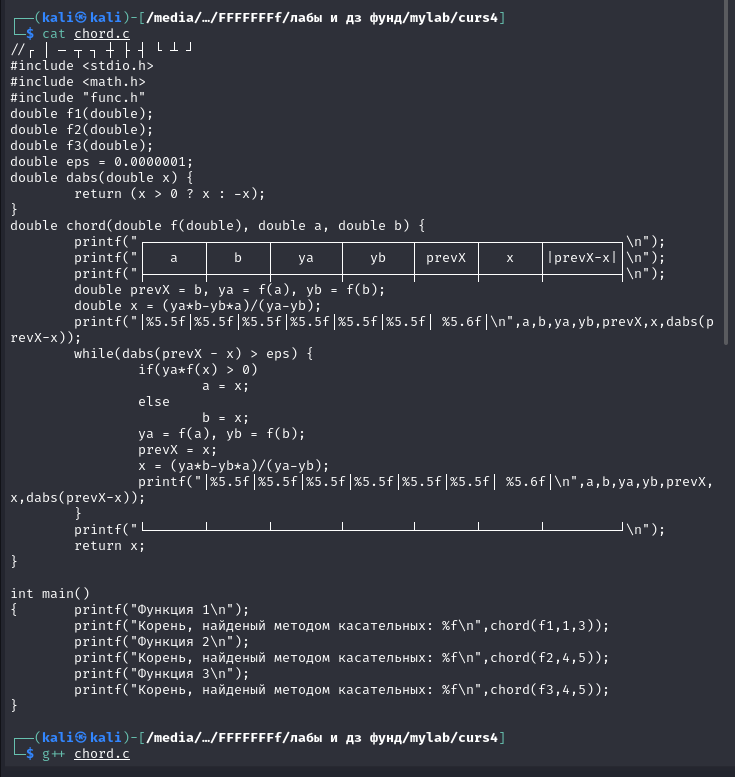 ┌──(kali㉿kali)-[/media/…/FFFFFFFf/лабы и дз фунд/mylab/curs4]
└─$ cat chord.c
//┌ │ ─ ┬ ┐ ┼ ├ ┤ └ ┴ ┘
#include <stdio.h>
#include <math.h>
#include "func.h"
double f1(double);
double f2(double);
double f3(double);
double eps = 0.0000001;
double dabs(double x) {
        return (x > 0 ? x : -x);
}
double chord(double f(double), double a, double b) {
        printf("┌───────┬───────┬────────┬────────┬───────┬───────┬─────────┐\n");
        printf("│   a   │   b   │   ya   │   yb   │ prevX │   x   │|prevX-x|│\n");
        printf("├───────┼───────┼────────┼────────┼───────┼───────┼─────────┤\n");
        double prevX = b, ya = f(a), yb = f(b);
        double x = (ya*b-yb*a)/(ya-yb);
        printf("│%5.5f│%5.5f│%5.5f│%5.5f│%5.5f│%5.5f│ %5.6f│\n",a,b,ya,yb,prevX,x,dabs(p
revX-x));
        while(dabs(prevX - x) > eps) {
                if(ya*f(x) > 0)
                        a = x;
                else
                        b = x;
                ya = f(a), yb = f(b);
                prevX = x;
                x = (ya*b-yb*a)/(ya-yb);
                printf("│%5.5f│%5.5f│%5.5f│%5.5f│%5.5f│%5.5f│ %5.6f│\n",a,b,ya,yb,prevX,
x,dabs(prevX-x));
        }
        printf("└───────┴───────┴────────┴────────┴───────┴───────┴─────────┘\n");
        return x;
}

int main()
{       printf("Функция 1\n");
        printf("Корень, найденый методом касательных: %f\n",chord(f1,1,3));
        printf("Функция 2\n");
        printf("Корень, найденый методом касательных: %f\n",chord(f2,4,5));
        printf("Функция 3\n");
        printf("Корень, найденый методом касательных: %f\n",chord(f3,4,5));
}

┌──(kali㉿kali)-[/media/…/FFFFFFFf/лабы и дз фунд/mylab/curs4]
└─$ g++ chord.c